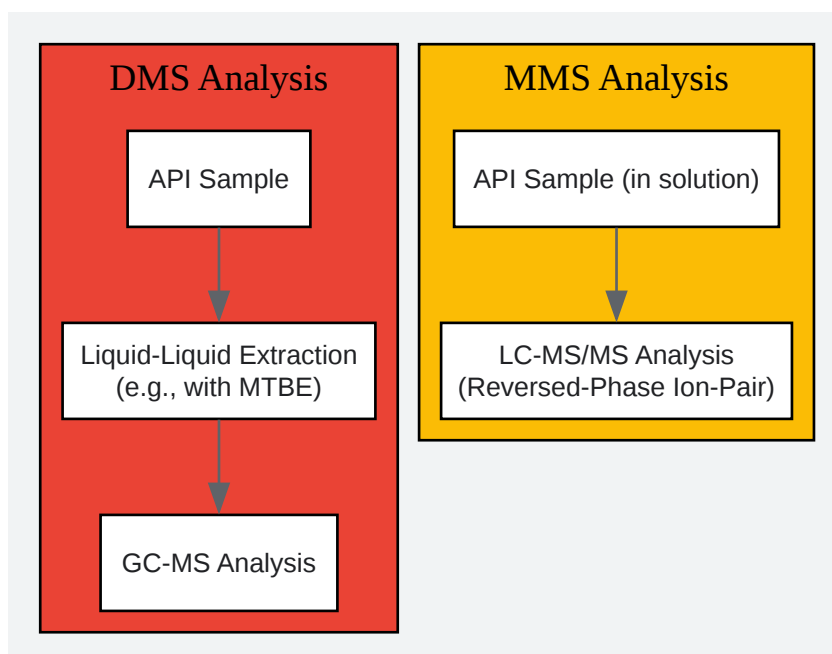 DMS Analysis
API Sample
Liquid-Liquid Extraction
(e.g., with MTBE)
GC-MS Analysis
MMS Analysis
API Sample (in solution)
LC-MS/MS Analysis
(Reversed-Phase Ion-Pair)